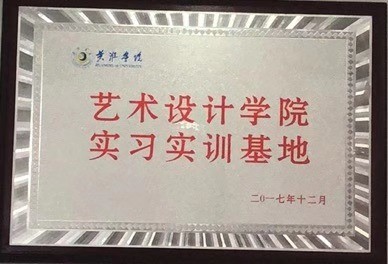 黄淮学院
艺术设计学院
实习实训基地
二〇一七年十二月